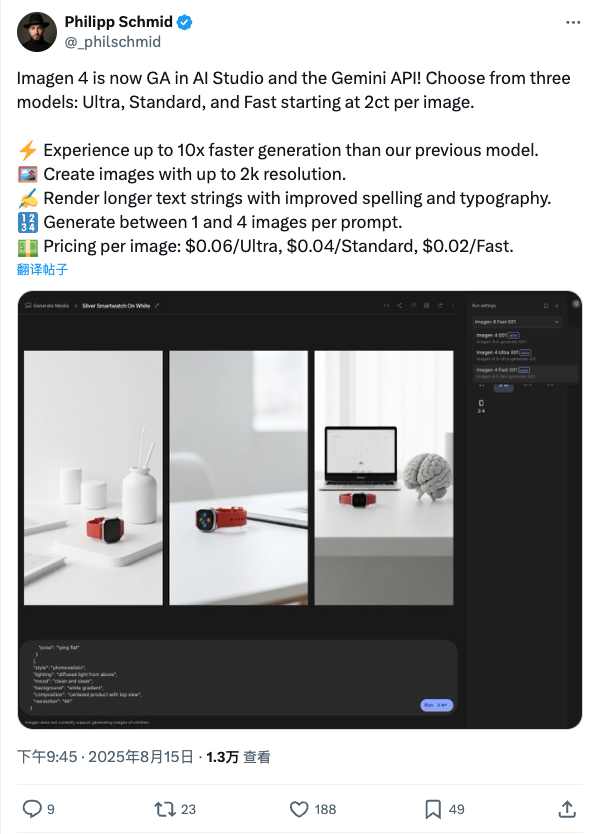 Philipp Schmid
@_philschmid
Imagen 4 is now GA in AI Studio and the Gemini API! Choose from three
models: Ultra, Standard, and Fast starting at 2ct per image.
⚡ Experience up to 10x faster generation than our previous model.
🖼️ Create images with up to 2k resolution.
✍️ Render longer text strings with improved spelling and typography.
🔢 Generate between 1 and 4 images per prompt.
💵 Pricing per image: $0.06/Ultra, $0.04/Standard, $0.02/Fast.
翻译帖子
Generate Media > Silver Smartwatch On White
Run settings
Imagen 4 Fast 001
Imagen 4 001 new
Imagen 4 Ultra 001 new
Imagen 4 Fast 001 new
3:4
"pose": "lying flat"
}
],
"style": "photorealistic",
"lighting": "diffused light from above",
"mood": "clean and sleek",
"background": "white gradient",
"composition": "centered product with top view",
"resolution": "4K"
}
Run
Imagen does not currently support generating images of children.
下午9:45 · 2025年8月15日 · 1.3万 查看
9 23 188 49